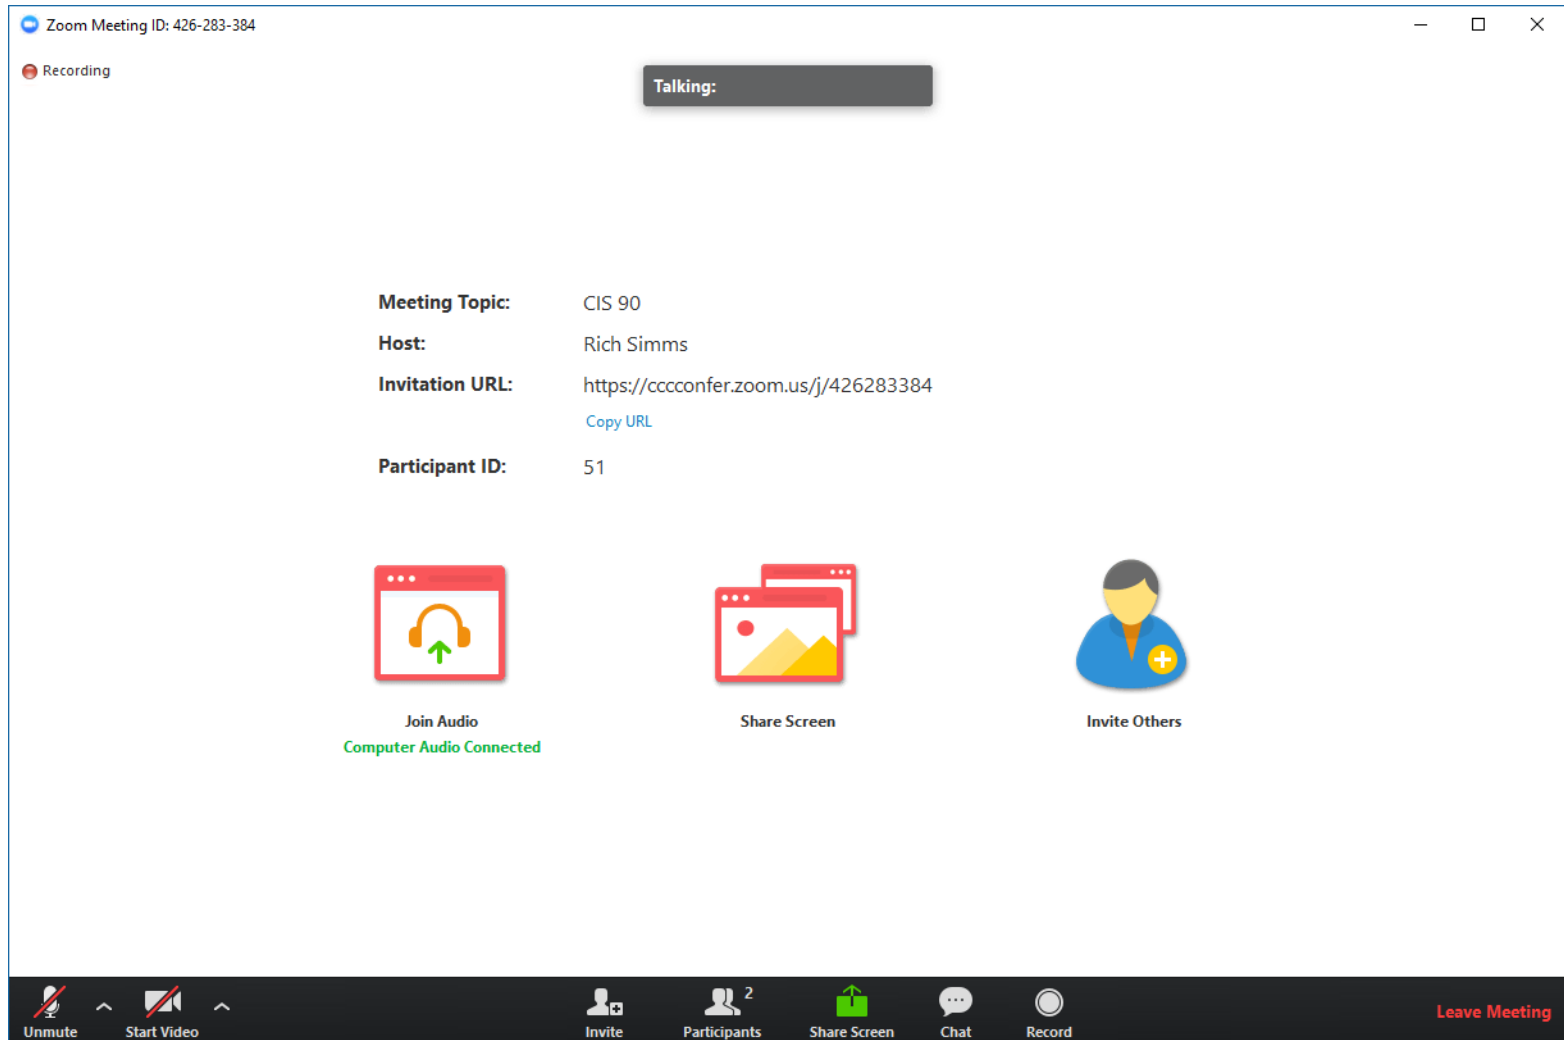 Zoom Meeting ID: 426-283-384
Recording
Talking:
Meeting Topic: CIS 90
Host: Rich Simms
Invitation URL: https://cccconfer.zoom.us/j/426283384
Copy URL
Participant ID: 51
Join Audio Share Screen Invite Others
Computer Audio Connected
2
Unmute Start Video Invite Participants Share Screen Chat Record Leave Meeting